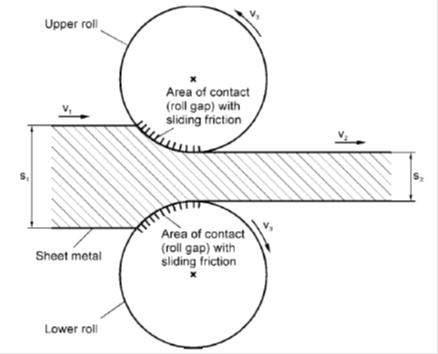 Upper roll
v₃
Area of contact
(roll gap) with
sliding friction
v₁
v₂
s₁
s₂
v₃
Area of contact
(roll gap) with
sliding friction
Sheet metal
Lower roll